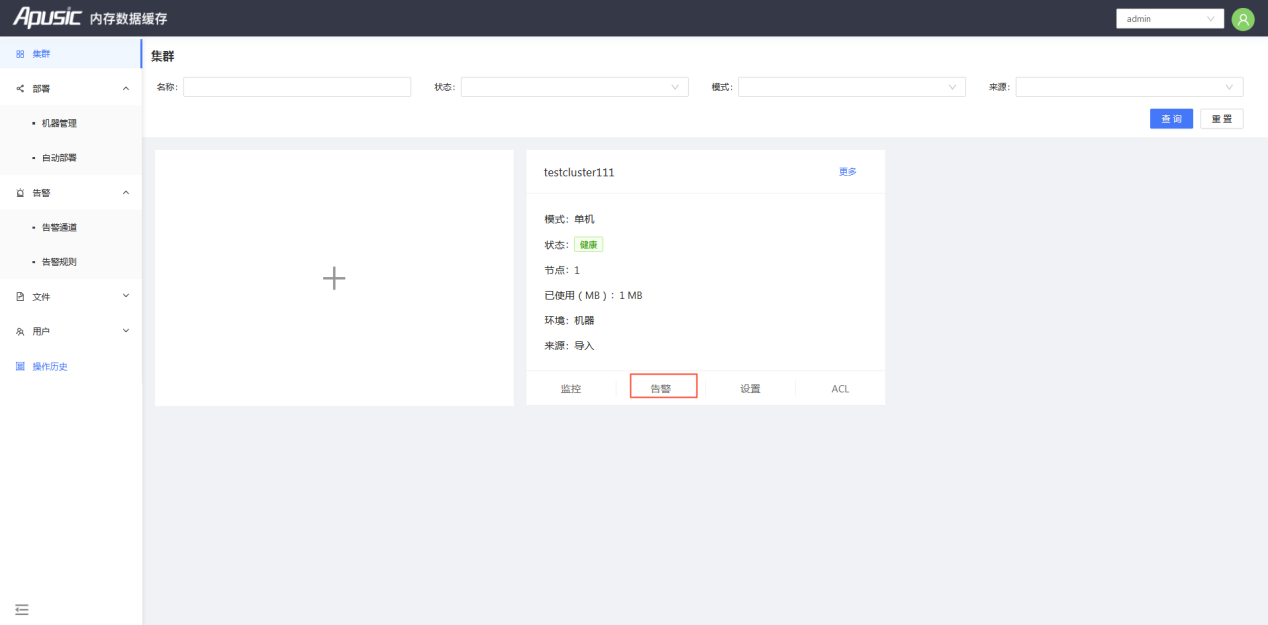 Apusic 内存数据缓存
admin
集群
部署
机器管理
自动部署
告警
告警通道
告警规则
文件
用户
操作历史
集群
名称:
状态:
模式:
来源:
查 询
重 置
testcluster111
更多
模式：单机
状态：健康
节点：1
已使用 ( MB )：1 MB
环境：机器
来源：导入
监控
告警
设置
ACL